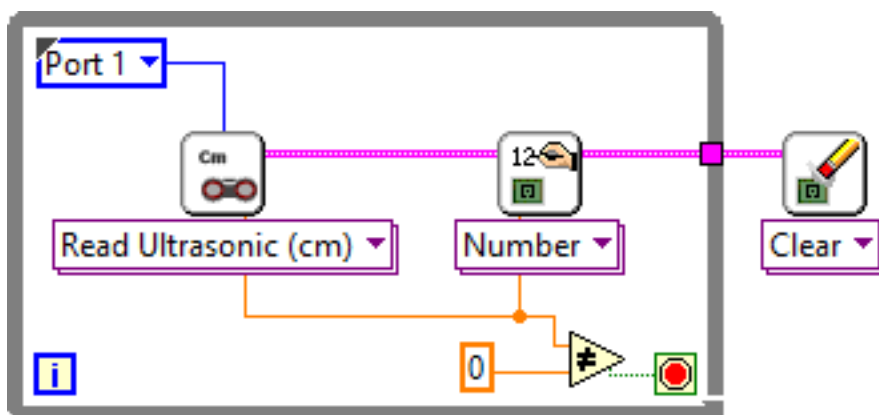 Port 1
Cm
12
Read Ultrasonic (cm)
Number
Clear
0
≠
i